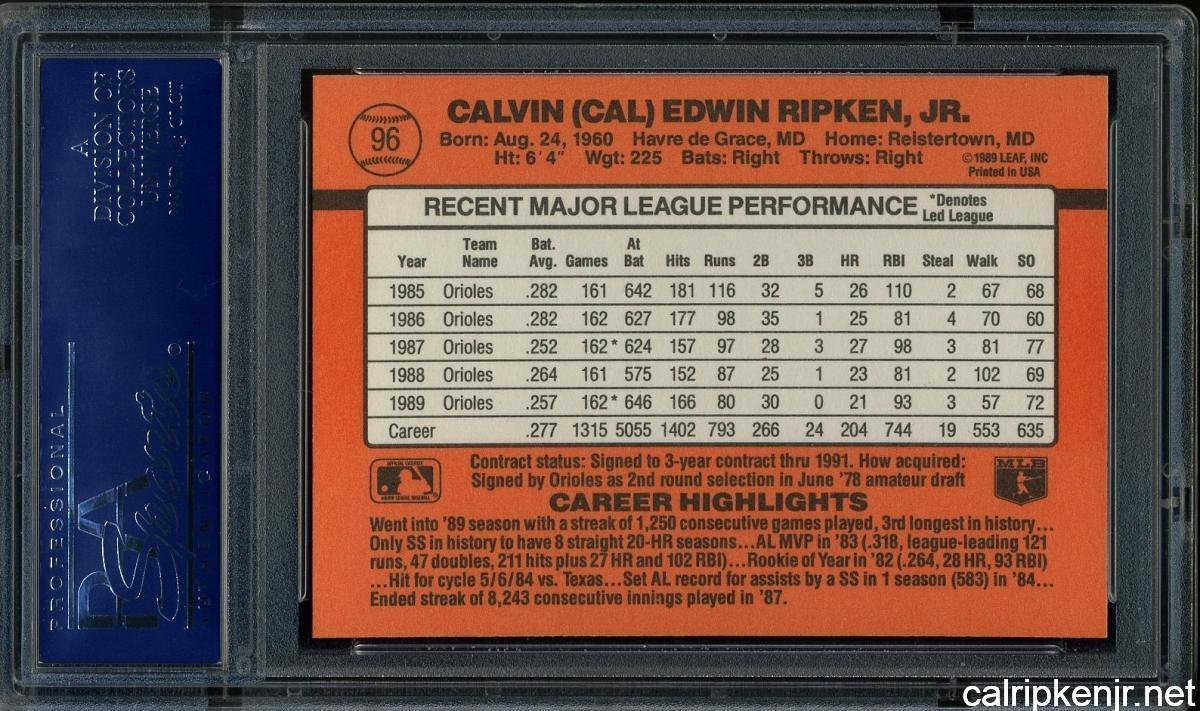 A
DIVISION OF
COLLECTORS
UNIVERSE
NASDAQ: CLCT
PROFESSIONAL
PSA
Sports
AUTHENTICATOR
96
CALVIN (CAL) EDWIN RIPKEN, JR.
Born: Aug. 24, 1960 Havre de Grace, MD Home: Reistertown, MD
Ht: 6'4" Wgt: 225 Bats: Right Throws: Right ©1989 LEAF, INC
Printed in USA
RECENT MAJOR LEAGUE PERFORMANCE *Denotes Led League
Year Team Name Bat. Avg. Games At Bat Hits Runs 2B 3B HR RBI Steal Walk SO
1985 Orioles .282 161 642 181 116 32 5 26 110 2 67 68
1986 Orioles .282 162 627 177 98 35 1 25 81 4 70 60
1987 Orioles .252 162 * 624 157 97 28 3 27 98 3 81 77
1988 Orioles .264 161 575 152 87 25 1 23 81 2 102 69
1989 Orioles .257 162 * 646 166 80 30 0 21 93 3 57 72
Career .277 1315 5055 1402 793 266 24 204 744 19 553 635
Contract status: Signed to 3-year contract thru 1991. How acquired:
Signed by Orioles as 2nd round selection in June '78 amateur draft
MLB
CAREER HIGHLIGHTS
Went into '89 season with a streak of 1,250 consecutive games played, 3rd longest in history...
Only SS in history to have 8 straight 20-HR seasons...AL MVP in '83 (.318, league-leading 121
runs, 47 doubles, 211 hits plus 27 HR and 102 RBI)...Rookie of Year in '82 (.264, 28 HR, 93 RBI)
...Hit for cycle 5/6/84 vs. Texas...Set AL record for assists by a SS in 1 season (583) in '84...
Ended streak of 8,243 consecutive innings played in '87.
calripkenjr.net